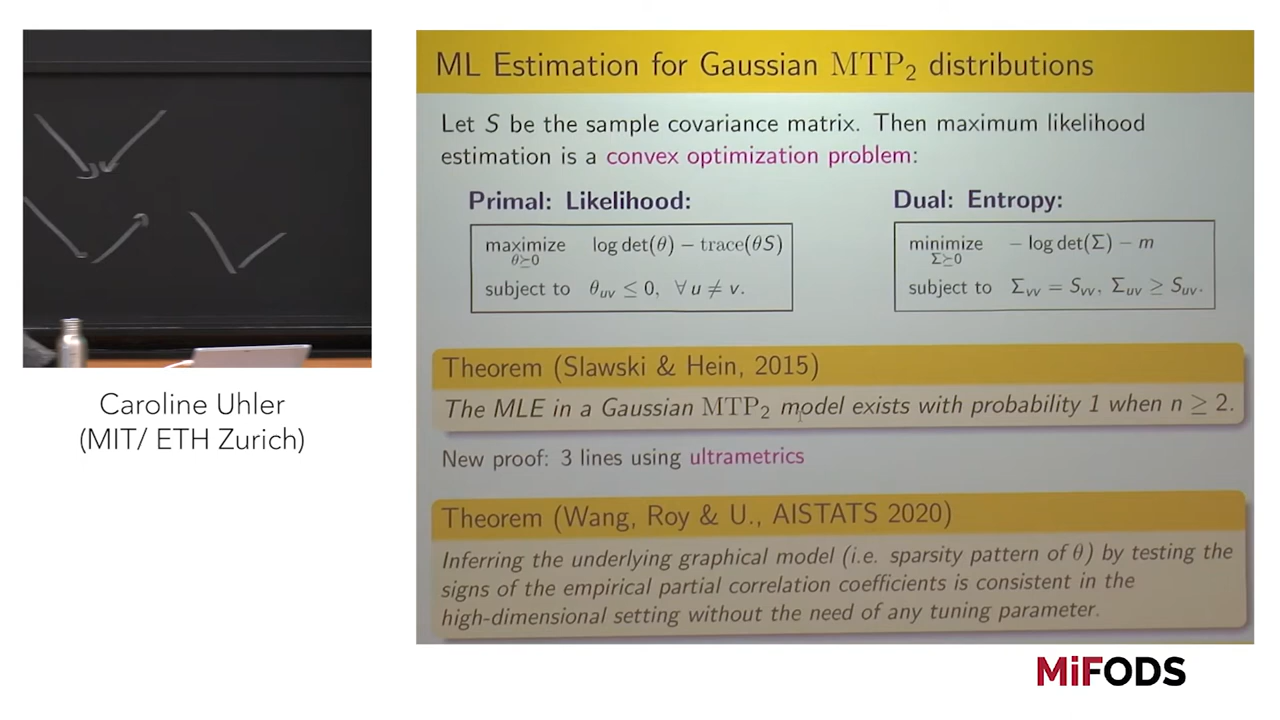 ML Estimation for Gaussian MTP₂ distributions
Let S be the sample covariance matrix. Then maximum likelihood
estimation is a convex optimization problem:
Primal: Likelihood:
maximize log det(θ) − trace(θS)
θ⪰0
subject to θᵤᵥ ≤ 0, ∀ u ≠ v.
Dual: Entropy:
minimize − log det(Σ) − m
Σ⪰0
subject to Σᵥᵥ = Sᵥᵥ, Σᵤᵥ ≥ Sᵤᵥ.
Theorem (Slawski & Hein, 2015)
The MLE in a Gaussian MTP₂ model exists with probability 1 when n ≥ 2.
New proof: 3 lines using ultrametrics
Theorem (Wang, Roy & U., AISTATS 2020)
Inferring the underlying graphical model (i.e. sparsity pattern of θ) by testing the
signs of the empirical partial correlation coefficients is consistent in the
high-dimensional setting without the need of any tuning parameter.
Caroline Uhler
(MIT/ ETH Zurich)
MiFODS